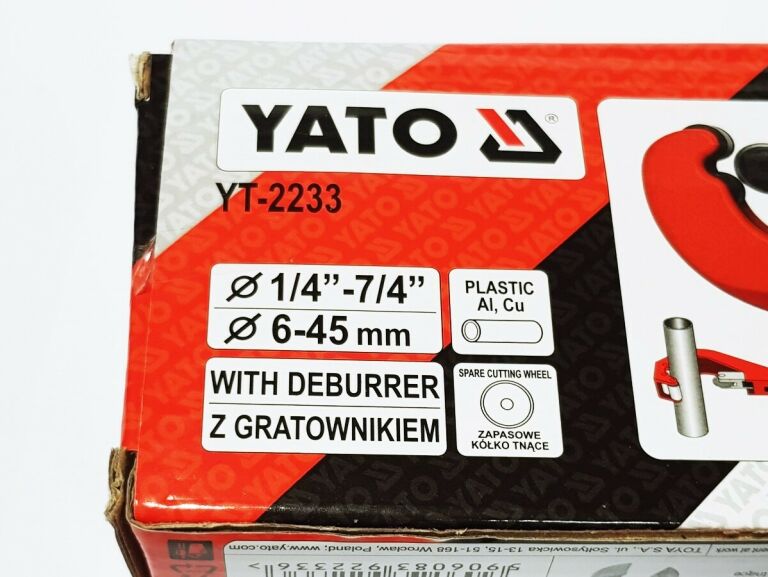 YATO ®
YT-2233
Ø 1/4”-7/4”
Ø 6-45 mm
PLASTIC
Al, Cu
WITH DEBURRER
Z GRATOWNIKIEM
SPARE CUTTING WHEEL
ZAPASOWE
KÓŁKO TNĄCE
TOYA S.A. ul. Sołtysowicka 13-15, 51-168 Wrocław, Poland; www.yato.com
5906083922336